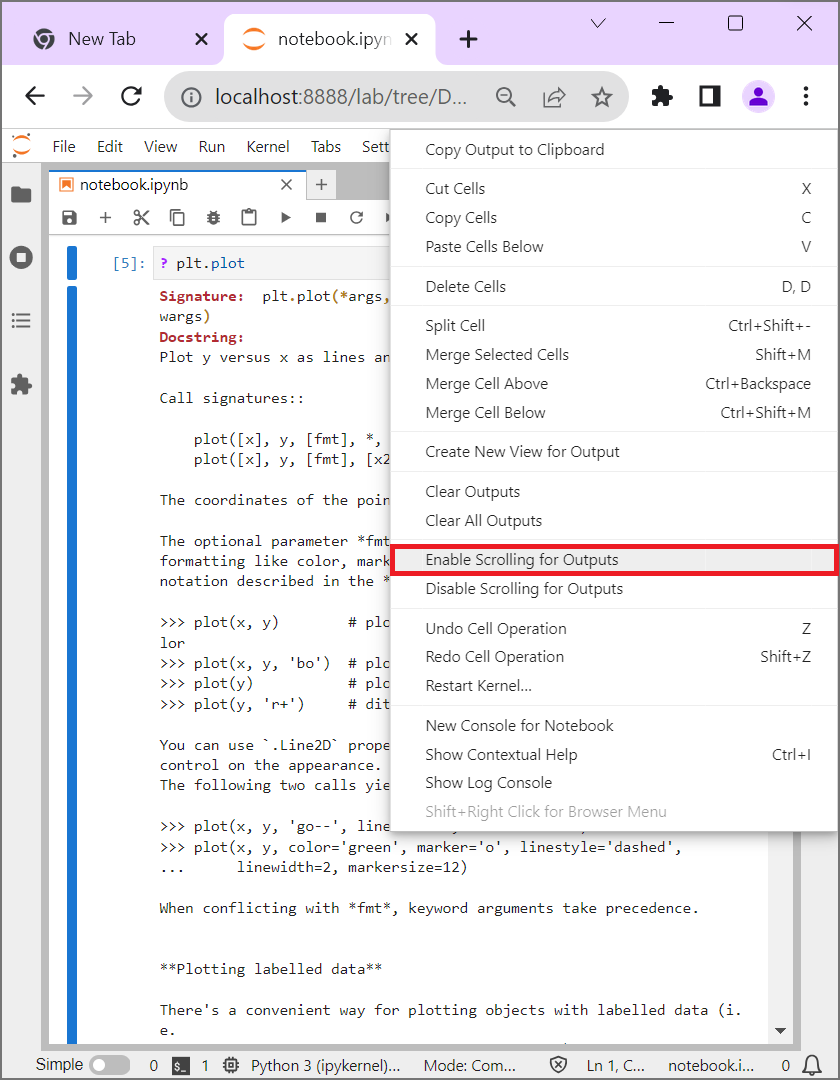 New Tab
notebook.ipyn
localhost:8888/lab/tree/D...
File Edit View Run Kernel Tabs Sett
notebook.ipynb
[5]: ? plt.plot
Signature:  plt.plot(*args,
wargs)
Docstring:
Plot y versus x as lines an
Call signatures::
plot([x], y, [fmt], *,
plot([x], y, [fmt], [x2
The coordinates of the poin
The optional parameter *fmt
formatting like color, mark
notation described in the *
>>> plot(x, y)        # plo
lor
>>> plot(x, y, 'bo')  # plo
>>> plot(y)           # plo
>>> plot(y, 'r+')     # dit
You can use `.Line2D` prope
control on the appearance.
The following two calls yie
>>> plot(x, y, 'go--', line
>>> plot(x, y, color='green', marker='o', linestyle='dashed',
...      linewidth=2, markersize=12)
When conflicting with *fmt*, keyword arguments take precedence.
**Plotting labelled data**
There's a convenient way for plotting objects with labelled data (i.
e.
Copy Output to Clipboard
Cut Cells X
Copy Cells C
Paste Cells Below V
Delete Cells D, D
Split Cell Ctrl+Shift+-
Merge Selected Cells Shift+M
Merge Cell Above Ctrl+Backspace
Merge Cell Below Ctrl+Shift+M
Create New View for Output
Clear Outputs
Clear All Outputs
Enable Scrolling for Outputs
Disable Scrolling for Outputs
Undo Cell Operation Z
Redo Cell Operation Shift+Z
Restart Kernel...
New Console for Notebook
Show Contextual Help Ctrl+I
Show Log Console
Shift+Right Click for Browser Menu
Simple 0 $_ 1 Python 3 (ipykernel)... Mode: Com... Ln 1, C... notebook.i... 0